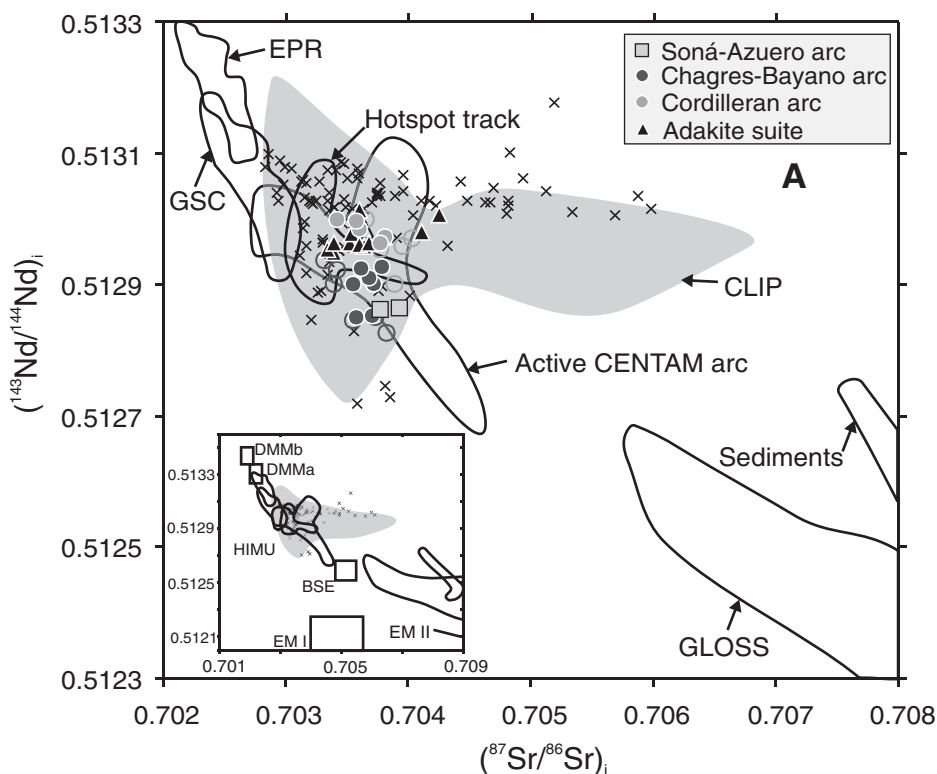 0.5133
0.5131
0.5129
0.5127
0.5125
0.5123
(¹⁴³Nd/¹⁴⁴Nd)ᵢ
EPR
Hotspot track
GSC
Soná-Azuero arc
Chagres-Bayano arc
Cordilleran arc
Adakite suite
A
CLIP
Active CENTAM arc
Sediments
GLOSS
DMMb
DMMa
0.5133
0.5129
0.5125
0.5121
HIMU
BSE
EM I
EM II
0.701
0.705
0.709
0.702
0.703
0.704
0.705
0.706
0.707
0.708
(⁸⁷Sr/⁸⁶Sr)ᵢ